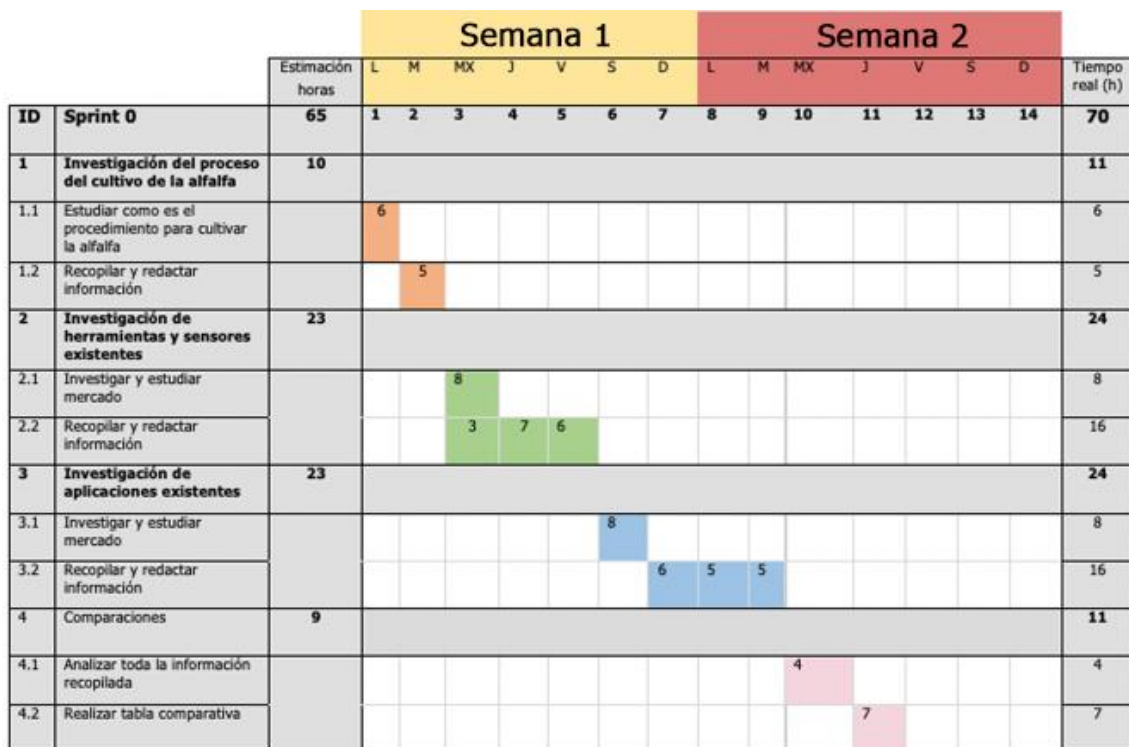 Semana 1 Semana 2
Estimación horas L M MX J V S D L M MX J V S D Tiempo real (h)
ID Sprint 0 65 1 2 3 4 5 6 7 8 9 10 11 12 13 14 70
1 Investigación del proceso del cultivo de la alfalfa 10 11
1.1 Estudiar como es el procedimiento para cultivar la alfalfa 6 6
1.2 Recopilar y redactar información 5 5
2 Investigación de herramientas y sensores existentes 23 24
2.1 Investigar y estudiar mercado 8 8
2.2 Recopilar y redactar información 3 7 6 16
3 Investigación de aplicaciones existentes 23 24
3.1 Investigar y estudiar mercado 8 8
3.2 Recopilar y redactar información 6 5 5 16
4 Comparaciones 9 11
4.1 Analizar toda la información recopilada 4 4
4.2 Realizar tabla comparativa 7 7